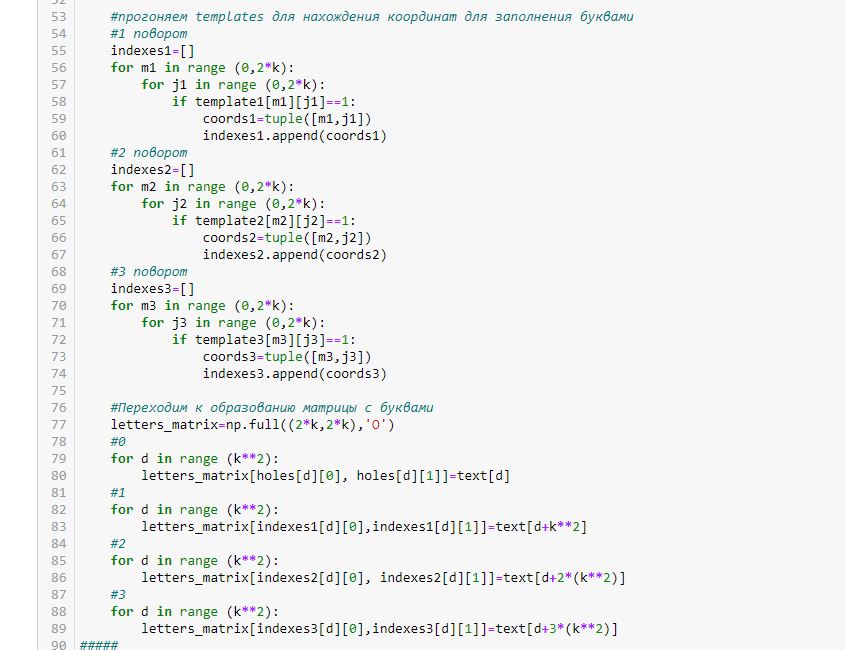 53 #прогоняем templates для нахождения координат для заполнения буквами
54 #1 поворот
55 indexes1=[]
56 for m1 in range (0,2*k):
57 for j1 in range (0,2*k):
58 if template1[m1][j1]==1:
59 coords1=tuple([m1,j1])
60 indexes1.append(coords1)
61 #2 поворот
62 indexes2=[]
63 for m2 in range (0,2*k):
64 for j2 in range (0,2*k):
65 if template2[m2][j2]==1:
66 coords2=tuple([m2,j2])
67 indexes2.append(coords2)
68 #3 поворот
69 indexes3=[]
70 for m3 in range (0,2*k):
71 for j3 in range (0,2*k):
72 if template3[m3][j3]==1:
73 coords3=tuple([m3,j3])
74 indexes3.append(coords3)
75
76 #Переходим к образованию матрицы с буквами
77 letters_matrix=np.full((2*k,2*k),'O')
78 #0
79 for d in range (k**2):
80 letters_matrix[holes[d][0], holes[d][1]]=text[d]
81 #1
82 for d in range (k**2):
83 letters_matrix[indexes1[d][0],indexes1[d][1]]=text[d+k**2]
84 #2
85 for d in range (k**2):
86 letters_matrix[indexes2[d][0], indexes2[d][1]]=text[d+2*(k**2)]
87 #3
88 for d in range (k**2):
89 letters_matrix[indexes3[d][0],indexes3[d][1]]=text[d+3*(k**2)]
90 #####